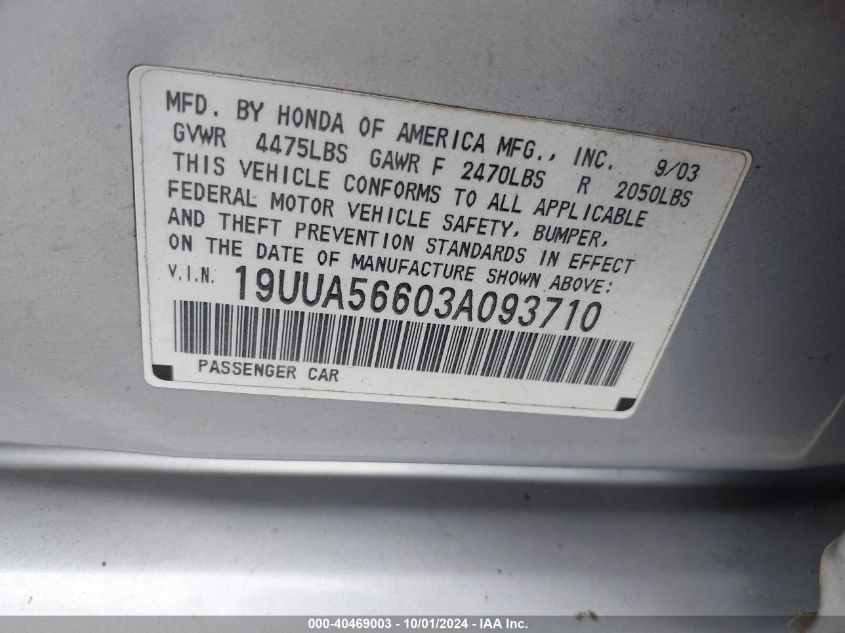 MFD. BY HONDA OF AMERICA MFG., INC. 9/03
GVWR 4475LBS GAWR F 2470LBS R 2050LBS
THIS VEHICLE CONFORMS TO ALL APPLICABLE
FEDERAL MOTOR VEHICLE SAFETY, BUMPER,
AND THEFT PREVENTION STANDARDS IN EFFECT
ON THE DATE OF MANUFACTURE SHOWN ABOVE:
V.I.N. 19UUA56603A093710
PASSENGER CAR
000-40469003 - 10/01/2024 - IAA Inc.